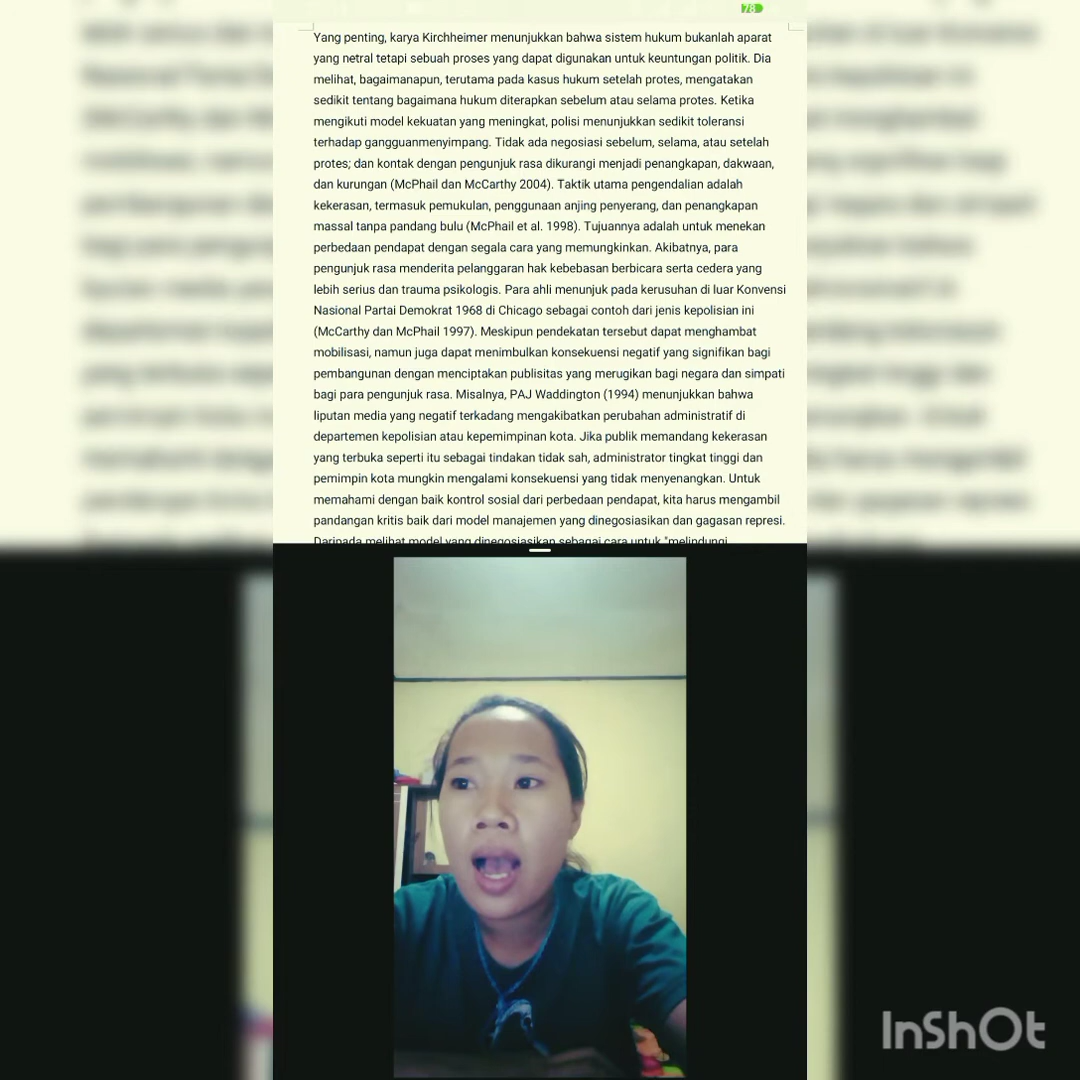 78
Yang penting, karya Kirchheimer menunjukkan bahwa sistem hukum bukanlah aparat
yang netral tetapi sebuah proses yang dapat digunakan untuk keuntungan politik. Dia
melihat, bagaimanapun, terutama pada kasus hukum setelah protes, mengatakan
sedikit tentang bagaimana hukum diterapkan sebelum atau selama protes. Ketika
mengikuti model kekuatan yang meningkat, polisi menunjukkan sedikit toleransi
terhadap gangguanmenyimpang. Tidak ada negosiasi sebelum, selama, atau setelah
protes; dan kontak dengan pengunjuk rasa dikurangi menjadi penangkapan, dakwaan,
dan kurungan (McPhail dan McCarthy 2004). Taktik utama pengendalian adalah
kekerasan, termasuk pemukulan, penggunaan anjing penyerang, dan penangkapan
massal tanpa pandang bulu (McPhail et al. 1998). Tujuannya adalah untuk menekan
perbedaan pendapat dengan segala cara yang memungkinkan. Akibatnya, para
pengunjuk rasa menderita pelanggaran hak kebebasan berbicara serta cedera yang
lebih serius dan trauma psikologis. Para ahli menunjuk pada kerusuhan di luar Konvensi
Nasional Partai Demokrat 1968 di Chicago sebagai contoh dari jenis kepolisian ini
(McCarthy dan McPhail 1997). Meskipun pendekatan tersebut dapat menghambat
mobilisasi, namun juga dapat menimbulkan konsekuensi negatif yang signifikan bagi
pembangunan dengan menciptakan publisitas yang merugikan bagi negara dan simpati
bagi para pengunjuk rasa. Misalnya, PAJ Waddington (1994) menunjukkan bahwa
liputan media yang negatif terkadang mengakibatkan perubahan administratif di
departemen kepolisian atau kepemimpinan kota. Jika publik memandang kekerasan
yang terbuka seperti itu sebagai tindakan tidak sah, administrator tingkat tinggi dan
pemimpin kota mungkin mengalami konsekuensi yang tidak menyenangkan. Untuk
memahami dengan baik kontrol sosial dari perbedaan pendapat, kita harus mengambil
pandangan kritis baik dari model manajemen yang dinegosiasikan dan gagasan represi.
Daripada melihat model yang dinegosiasikan sebagai cara untuk "melindungi
InShOt